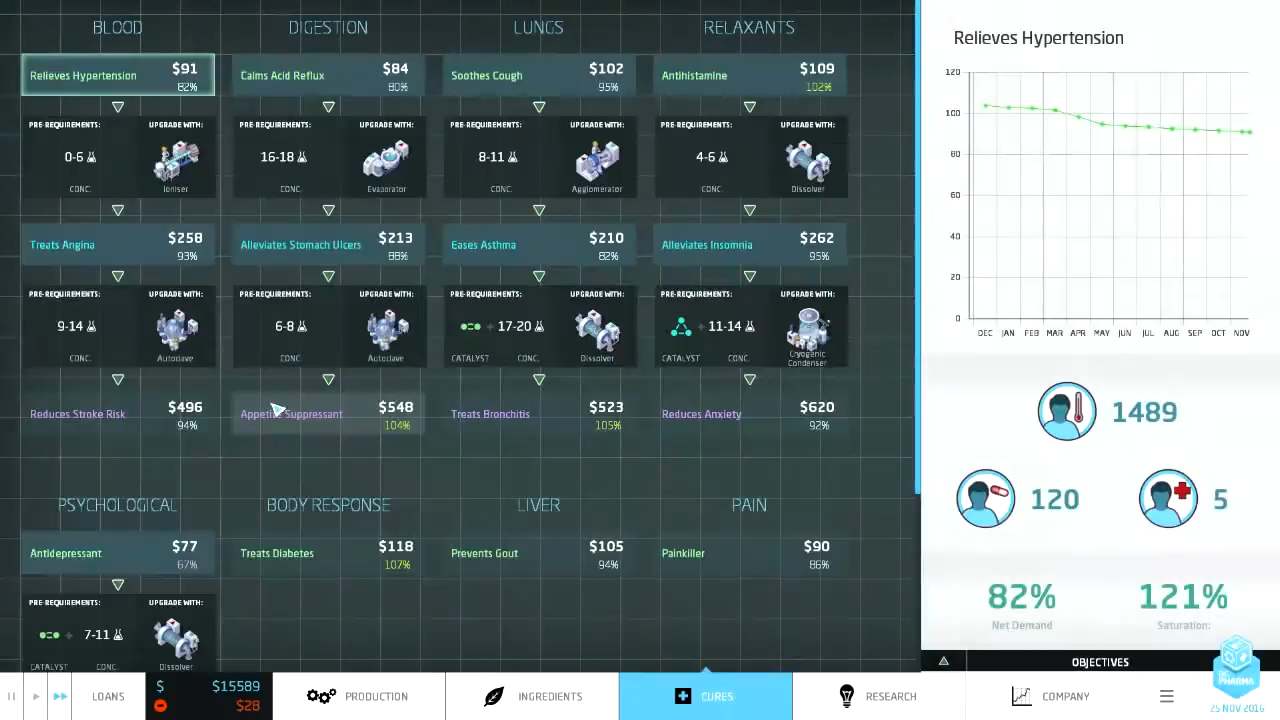 BLOOD
DIGESTION
LUNGS
RELAXANTS
Relieves Hypertension $91 82%
Calms Acid Reflux $84 80%
Soothes Cough $102 95%
Antihistamine $109 102%
PRE-REQUIREMENTS: UPGRADE WITH:
0-6
CONC. Ioniser
PRE-REQUIREMENTS: UPGRADE WITH:
16-18
CONC. Evaporator
PRE-REQUIREMENTS: UPGRADE WITH:
8-11
CONC. Agglomerator
PRE-REQUIREMENTS: UPGRADE WITH:
4-6
CONC. Dissolver
Treats Angina $258 93%
Alleviates Stomach Ulcers $213 88%
Eases Asthma $210 82%
Alleviates Insomnia $262 95%
PRE-REQUIREMENTS: UPGRADE WITH:
9-14
CONC. Autoclave
PRE-REQUIREMENTS: UPGRADE WITH:
6-8
CONC. Autoclave
PRE-REQUIREMENTS: UPGRADE WITH:
+ 17-20
CATALYST CONC. Dissolver
PRE-REQUIREMENTS: UPGRADE WITH:
+ 11-14
CATALYST CONC. Cryogenic
Condenser
Reduces Stroke Risk $496 94%
Appetite Suppressant $548 104%
Treats Bronchitis $523 105%
Reduces Anxiety $620 92%
PSYCHOLOGICAL
BODY RESPONSE
LIVER
PAIN
Antidepressant $77 67%
Treats Diabetes $118 107%
Prevents Gout $105 94%
Painkiller $90 86%
PRE-REQUIREMENTS: UPGRADE WITH:
+ 7-11
CATALYST CONC. Dissolver
Relieves Hypertension
120
100
80
60
40
20
0
DEC JAN FEB MAR APR MAY JUN JUL AUG SEP OCT NOV
1489
120
5
82% 121%
Net Demand Saturation:
OBJECTIVES
LOANS
$ $15589
$28
PRODUCTION
INGREDIENTS
CURES
RESEARCH
COMPANY
BIG
PHARMA
25 NOV 2016